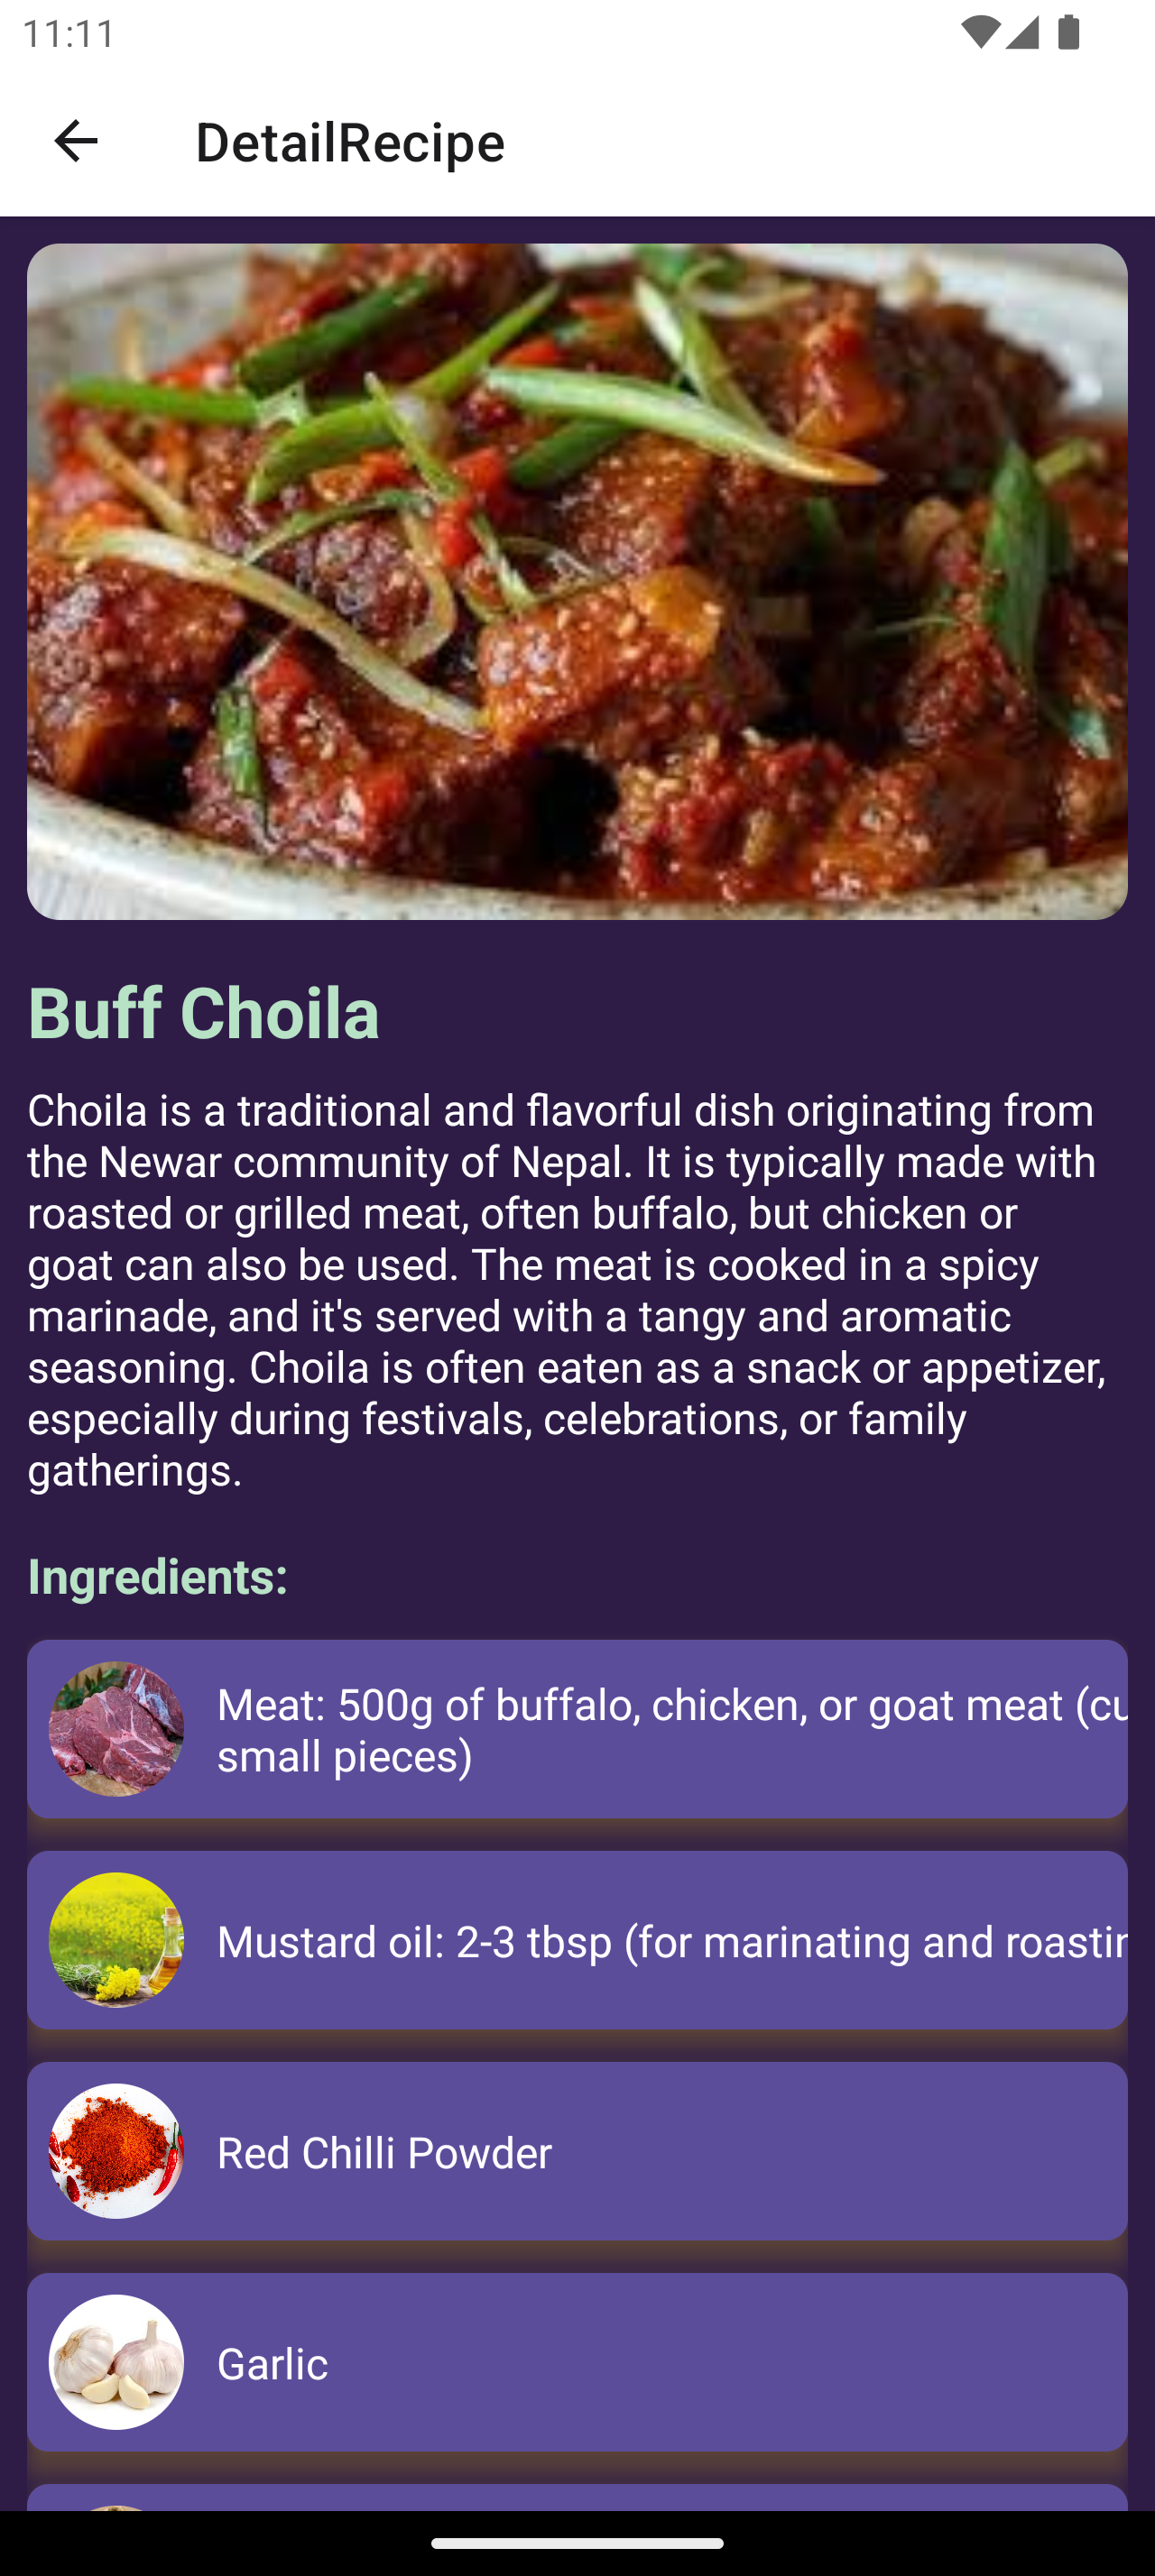 11:11
DetailRecipe
Buff Choila
Choila is a traditional and flavorful dish originating from
the Newar community of Nepal. It is typically made with
roasted or grilled meat, often buffalo, but chicken or
goat can also be used. The meat is cooked in a spicy
marinade, and it's served with a tangy and aromatic
seasoning. Choila is often eaten as a snack or appetizer,
especially during festivals, celebrations, or family
gatherings.
Ingredients:
Meat: 500g of buffalo, chicken, or goat meat (cu
small pieces)
Mustard oil: 2-3 tbsp (for marinating and roastin
Red Chilli Powder
Garlic